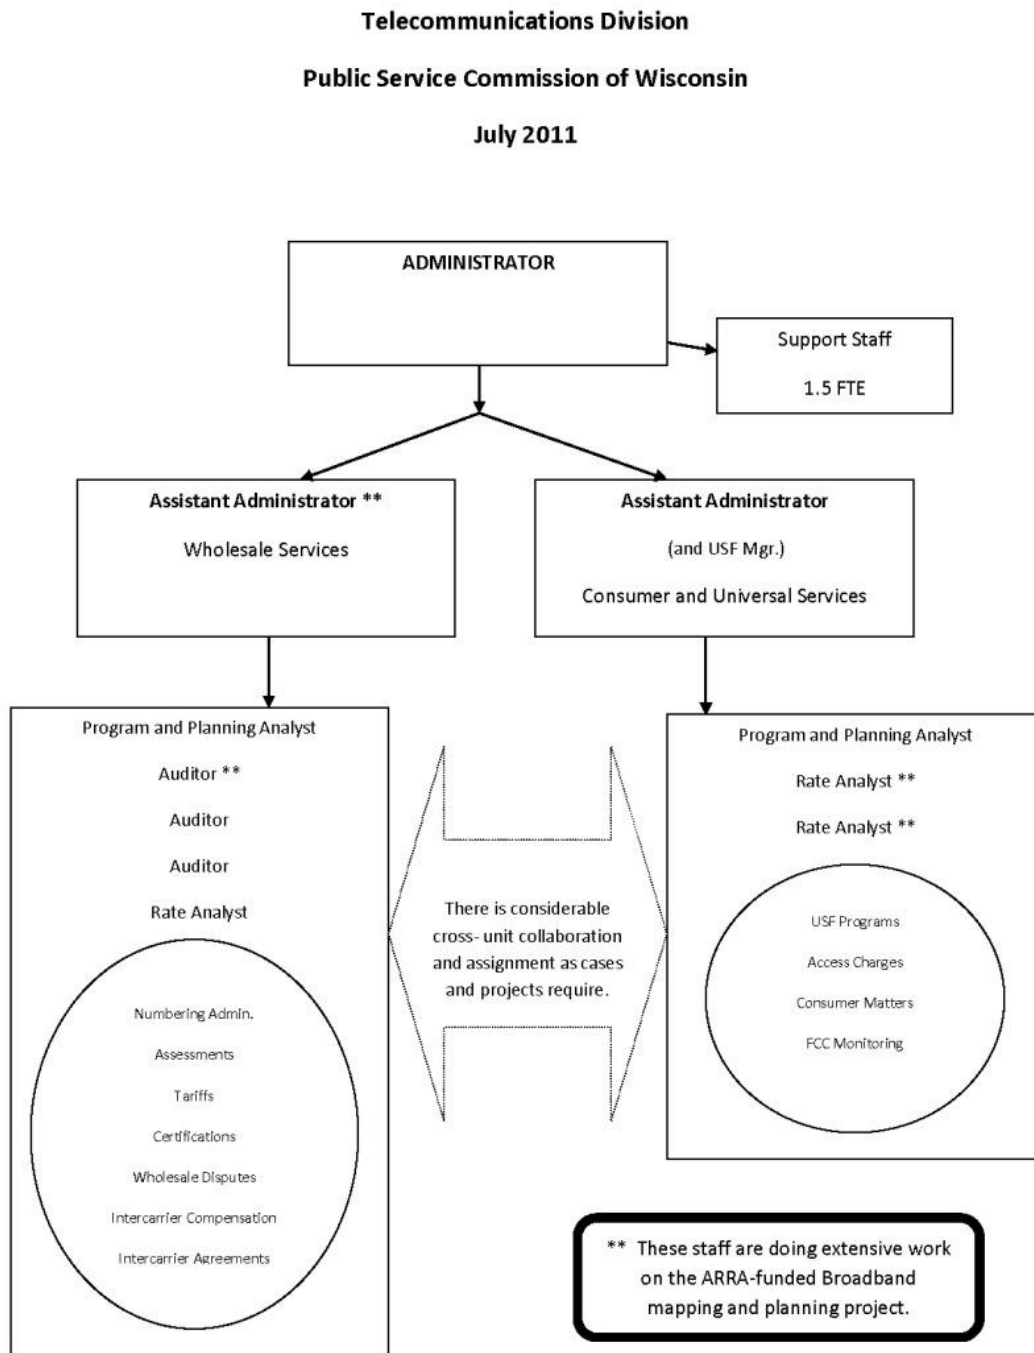 Telecommunications Division
Public Service Commission of Wisconsin
July 2011
ADMINISTRATOR
Support Staff
1.5 FTE
Assistant Administrator **
Wholesale Services
Assistant Administrator
(and USF Mgr.)
Consumer and Universal Services
Program and Planning Analyst
Auditor **
Auditor
Auditor
Rate Analyst
Numbering Admin.
Assessments
Tariffs
Certifications
Wholesale Disputes
Intercarrier Compensation
Intercarrier Agreements
There is considerable
cross- unit collaboration
and assignment as cases
and projects require.
Program and Planning Analyst
Rate Analyst **
Rate Analyst **
USF Programs
Access Charges
Consumer Matters
FCC Monitoring
** These staff are doing extensive work
on the ARRA-funded Broadband
mapping and planning project.